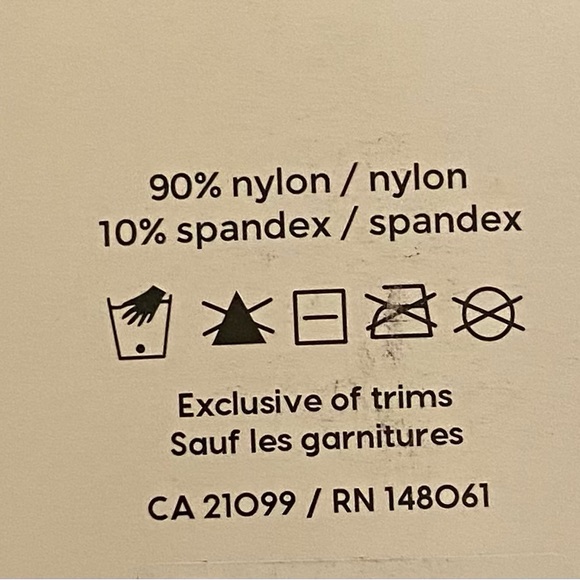 90% nylon / nylon
10% spandex / spandex
Exclusive of trims
Sauf les garnitures
CA 21099 / RN 148061